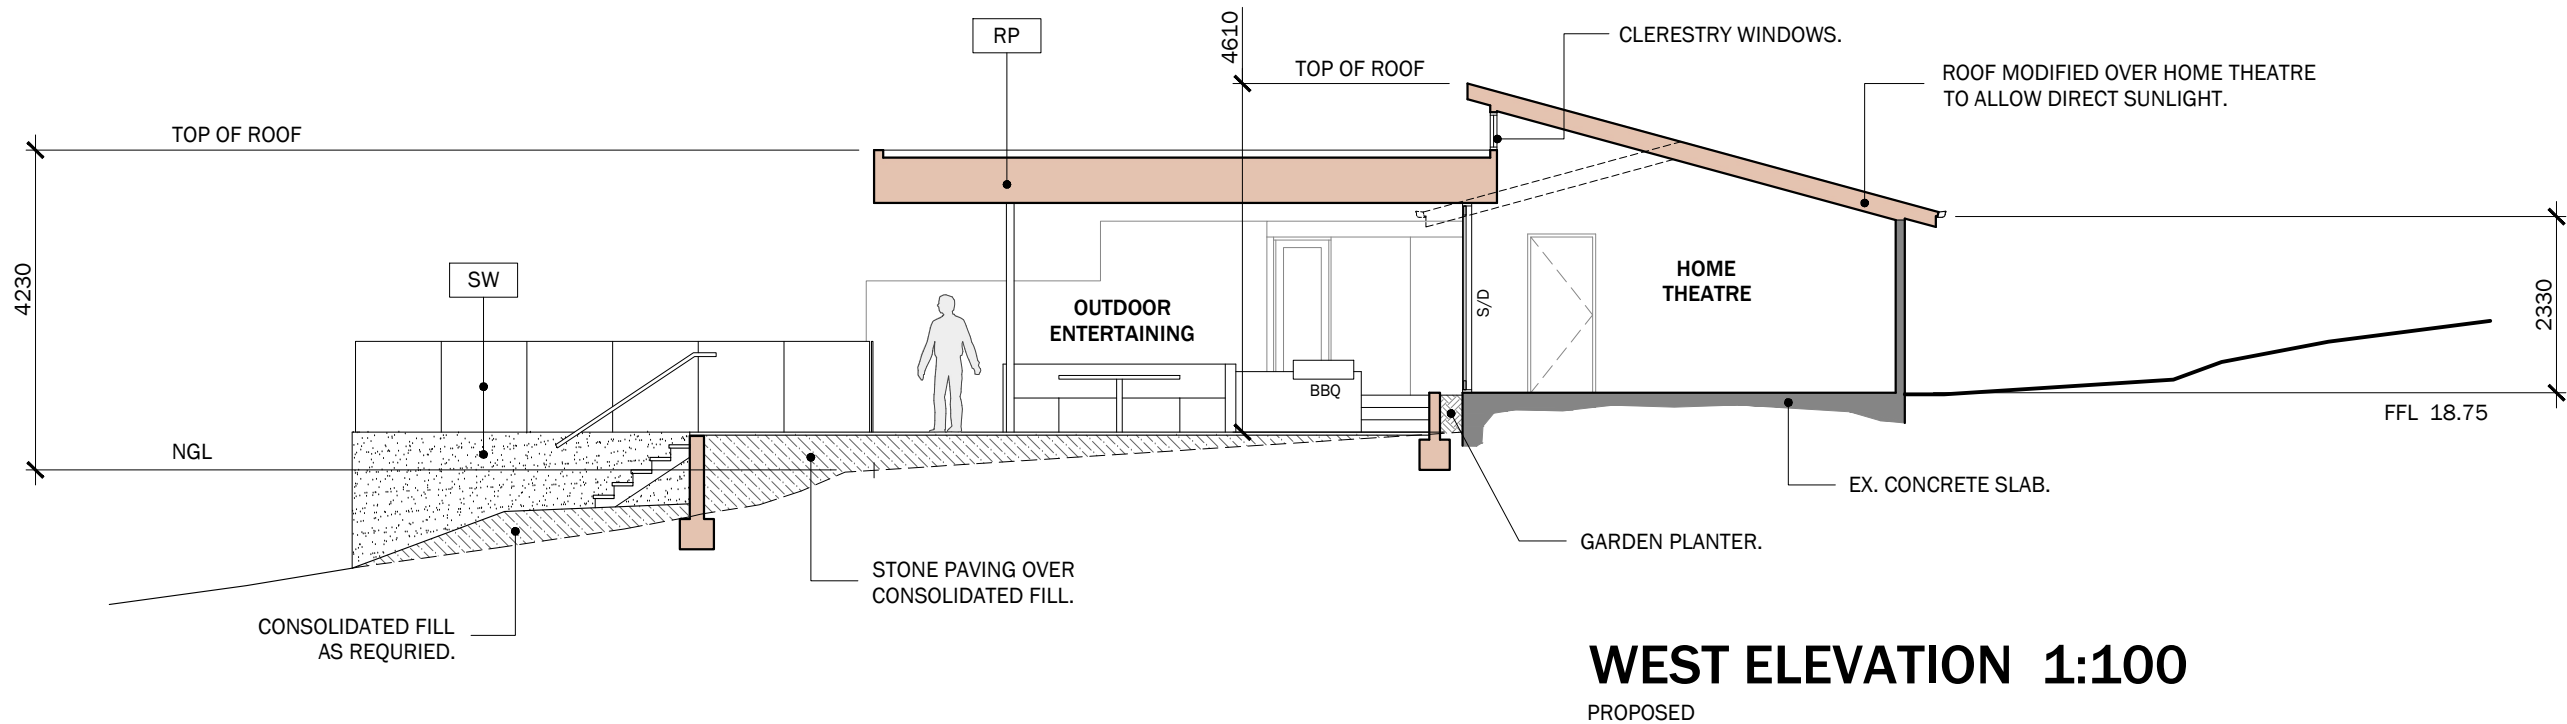 RP
4610
CLERESTRY WINDOWS.
TOP OF ROOF
ROOF MODIFIED OVER HOME THEATRE
TO ALLOW DIRECT SUNLIGHT.
TOP OF ROOF
SW
4230
OUTDOOR
ENTERTAINING
S/D
HOME
THEATRE
2330
BBQ
FFL 18.75
NGL
EX. CONCRETE SLAB.
GARDEN PLANTER.
STONE PAVING OVER
CONSOLIDATED FILL.
CONSOLIDATED FILL
AS REQURIED.
WEST ELEVATION 1:100
PROPOSED